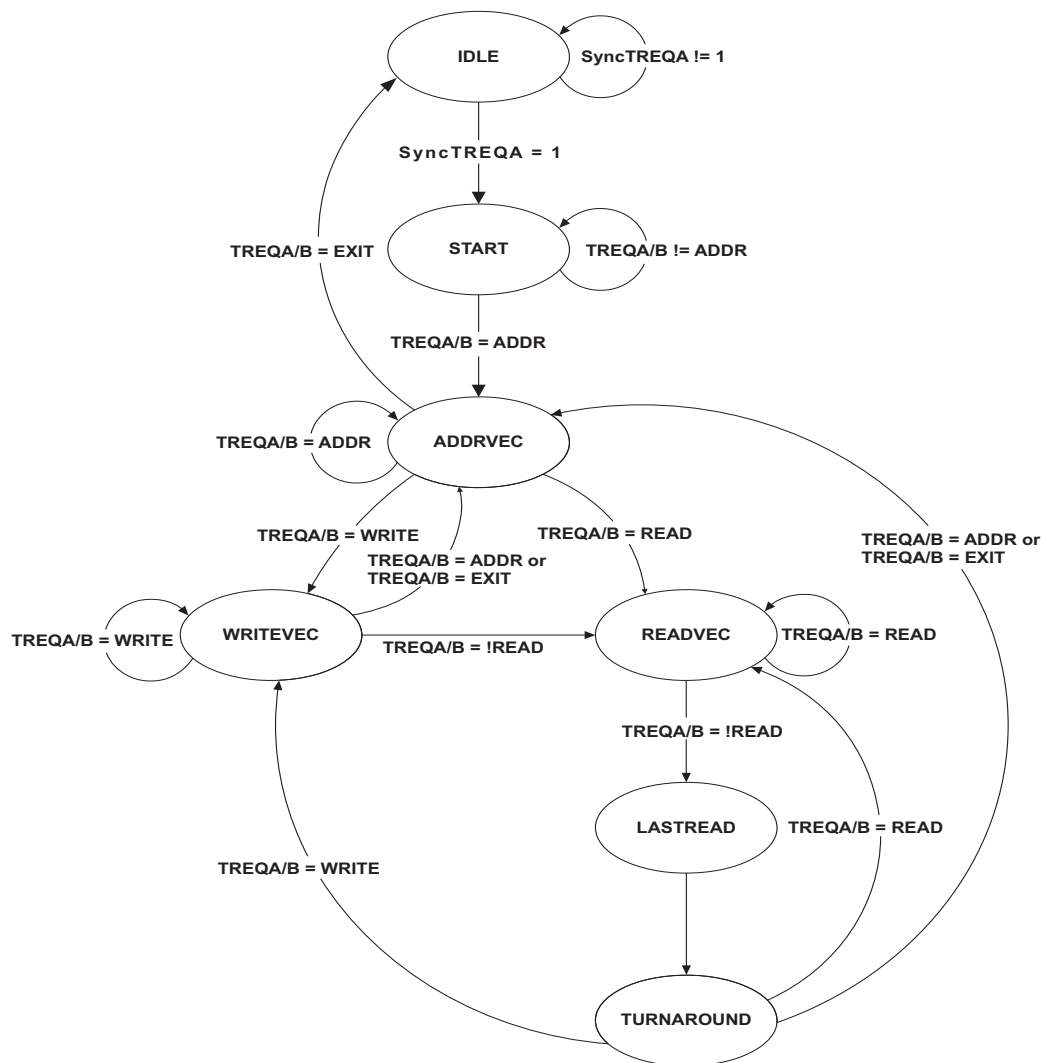 IDLE
SyncTREQA != 1
SyncTREQA = 1
START
TREQA/B = EXIT
TREQA/B != ADDR
TREQA/B = ADDR
ADDRVEC
TREQA/B = ADDR
TREQA/B = WRITE
TREQA/B = READ
TREQA/B = ADDR or
TREQA/B = EXIT
TREQA/B = ADDR or
TREQA/B = EXIT
TREQA/B = WRITE
WRITEVEC
TREQA/B = !READ
READVEC
TREQA/B = READ
TREQA/B = !READ
LASTREAD
TREQA/B = READ
TREQA/B = WRITE
TURNAROUND